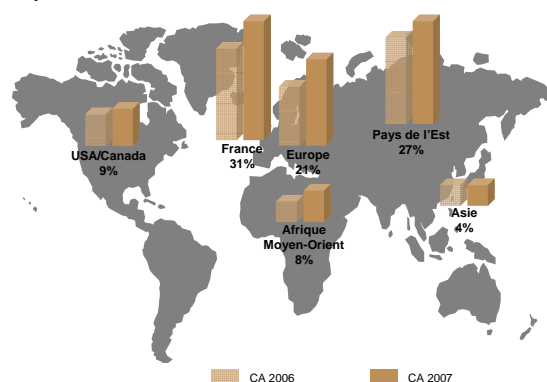 USA/Canada
9%
France
31%
Europe
21%
Pays de l'Est
27%
Afrique
Moyen-Orient
8%
Asie
4%
CA 2006
CA 2007